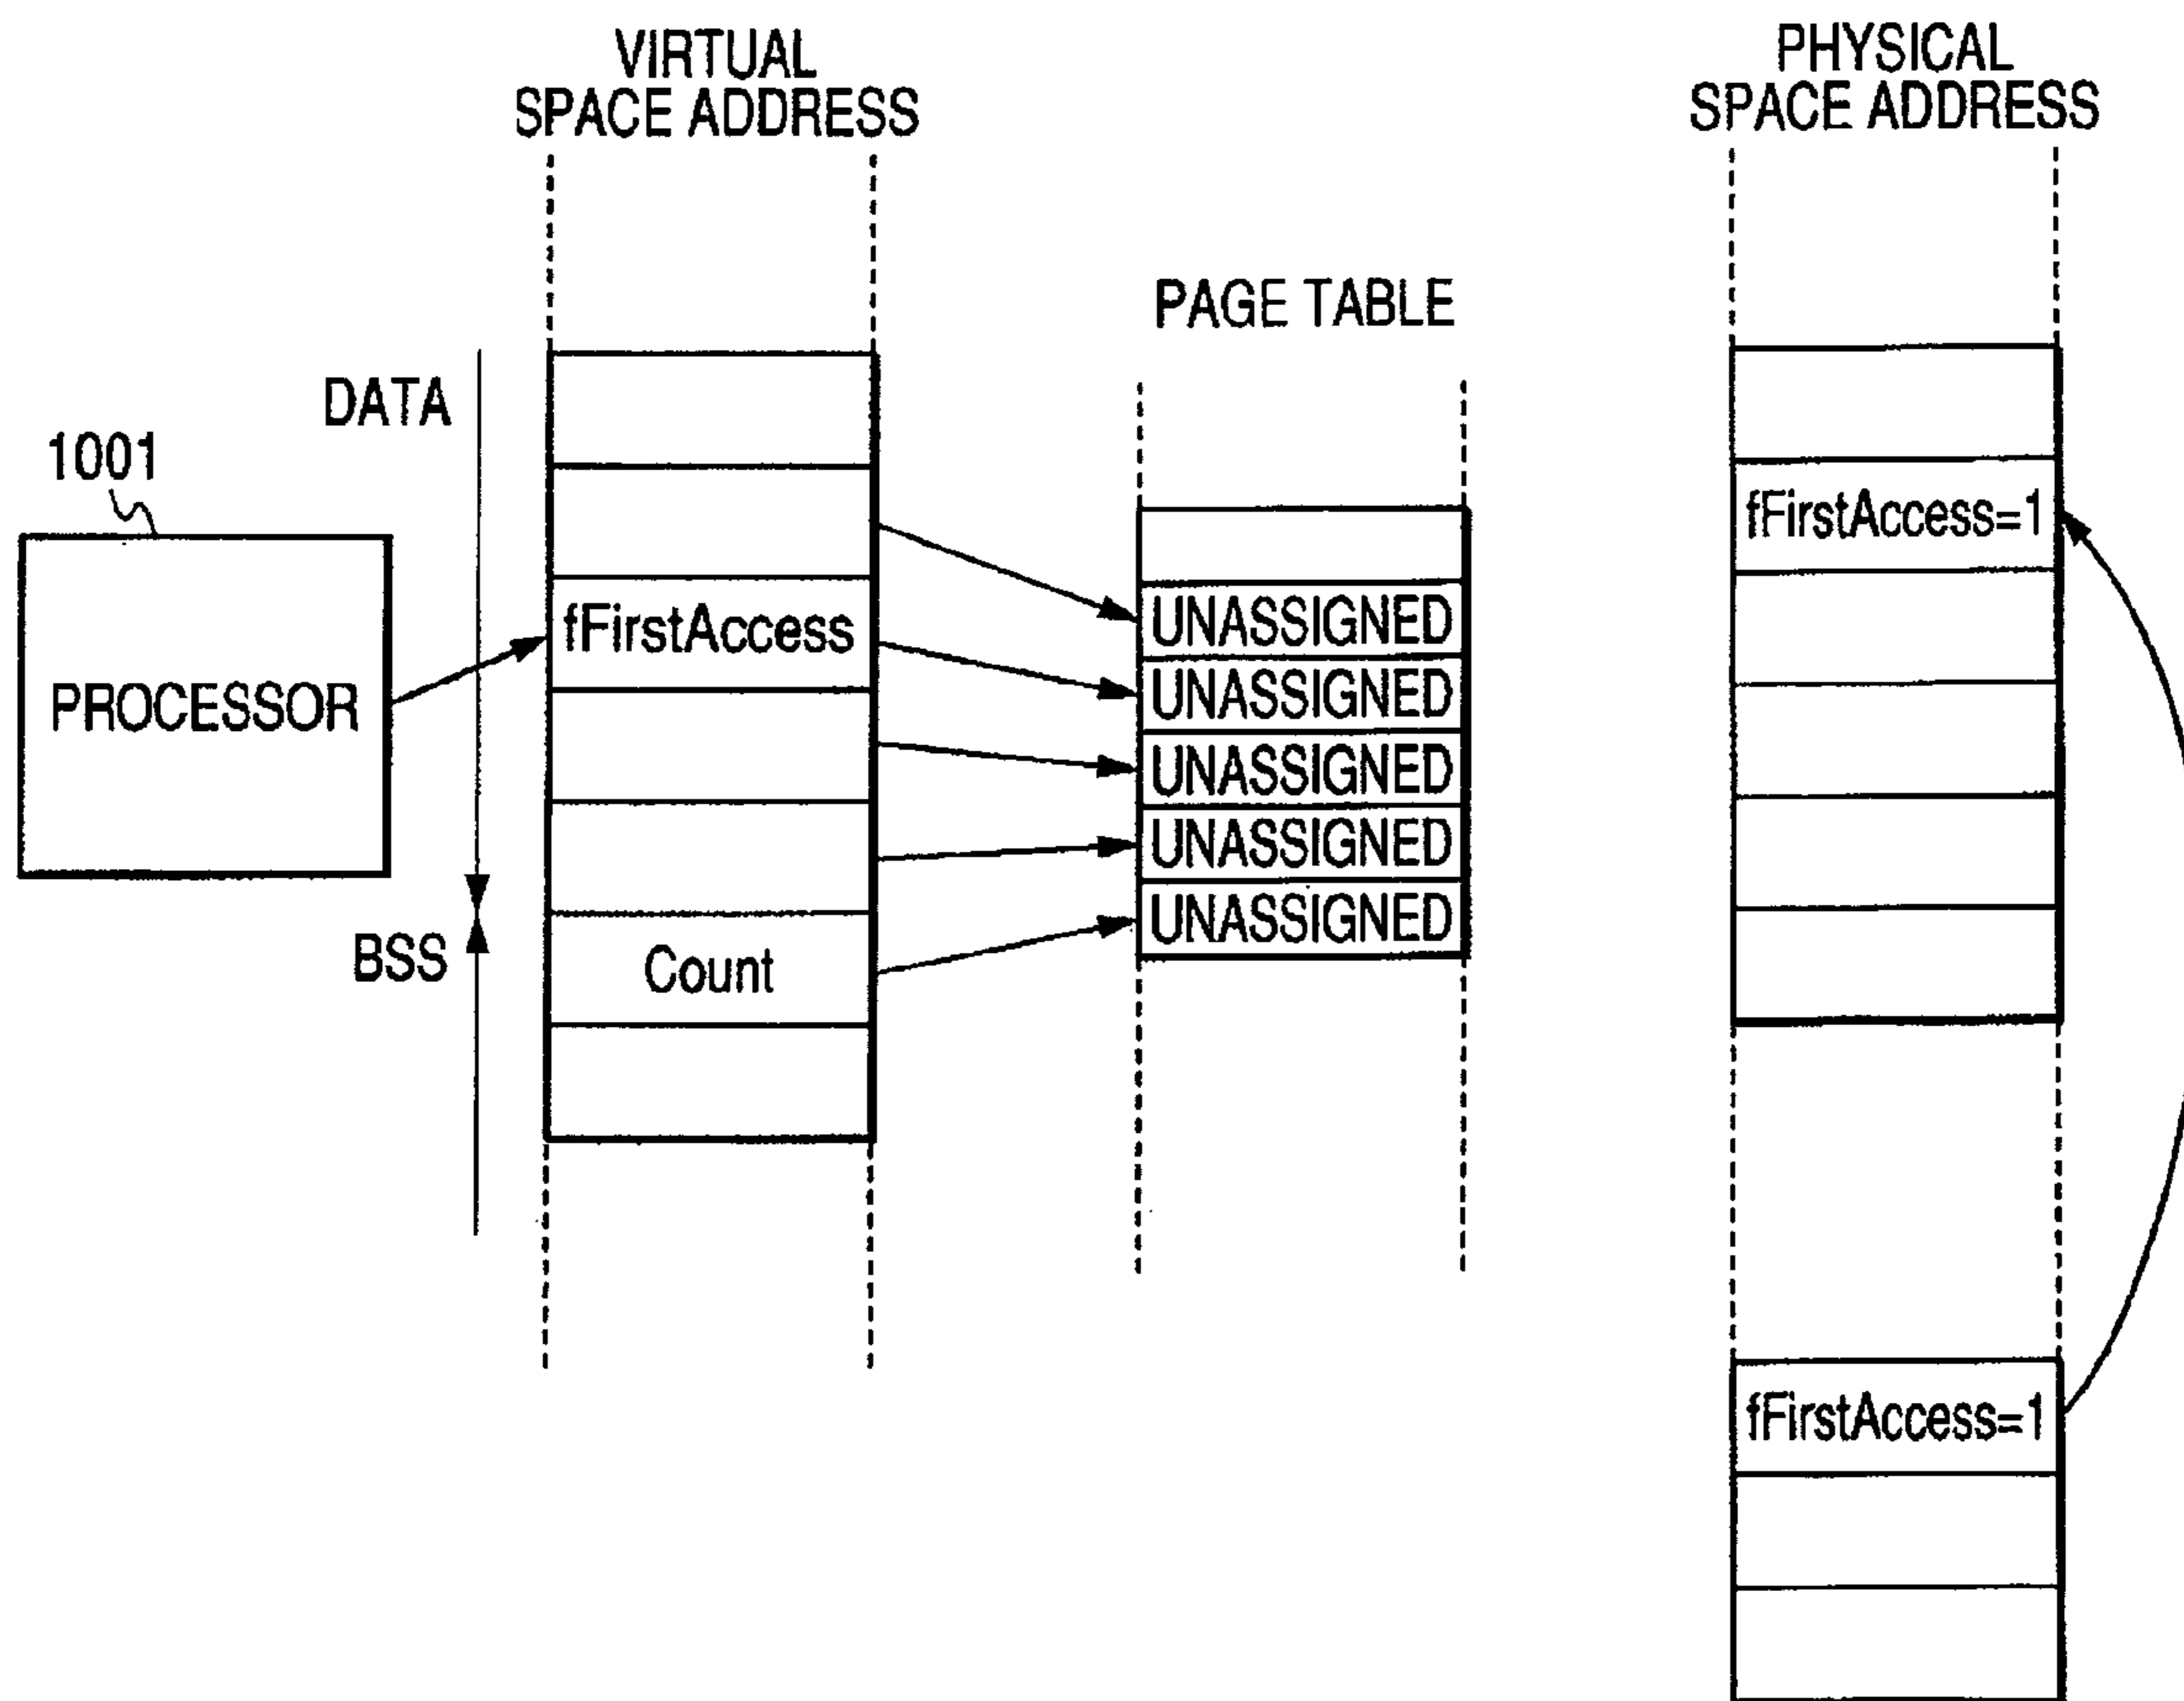 VIRTUAL
SPACE ADDRESS
PHYSICAL
SPACE ADDRESS
PAGE TABLE
DATA
1001
fFirstAccess=1
UNASSIGNED
fFirstAccess
UNASSIGNED
PROCESSOR
UNASSIGNED
UNASSIGNED
UNASSIGNED
BSS
Count
fFirstAccess=1